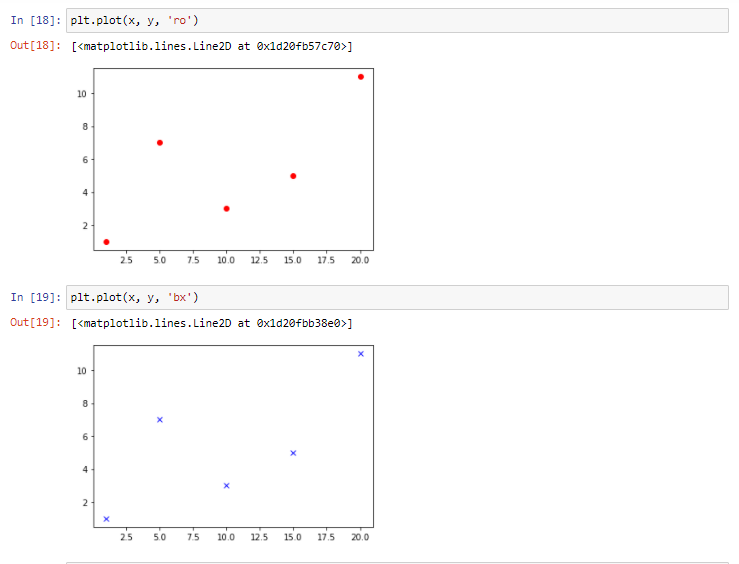 In [18]: plt.plot(x, y, 'ro')
Out[18]: [<matplotlib.lines.Line2D at 0x1d20fb57c70>]
10
8
6
4
2
2.5 5.0 7.5 10.0 12.5 15.0 17.5 20.0
In [19]: plt.plot(x, y, 'bx')
Out[19]: [<matplotlib.lines.Line2D at 0x1d20fbb38e0>]
10
8
6
4
2
2.5 5.0 7.5 10.0 12.5 15.0 17.5 20.0